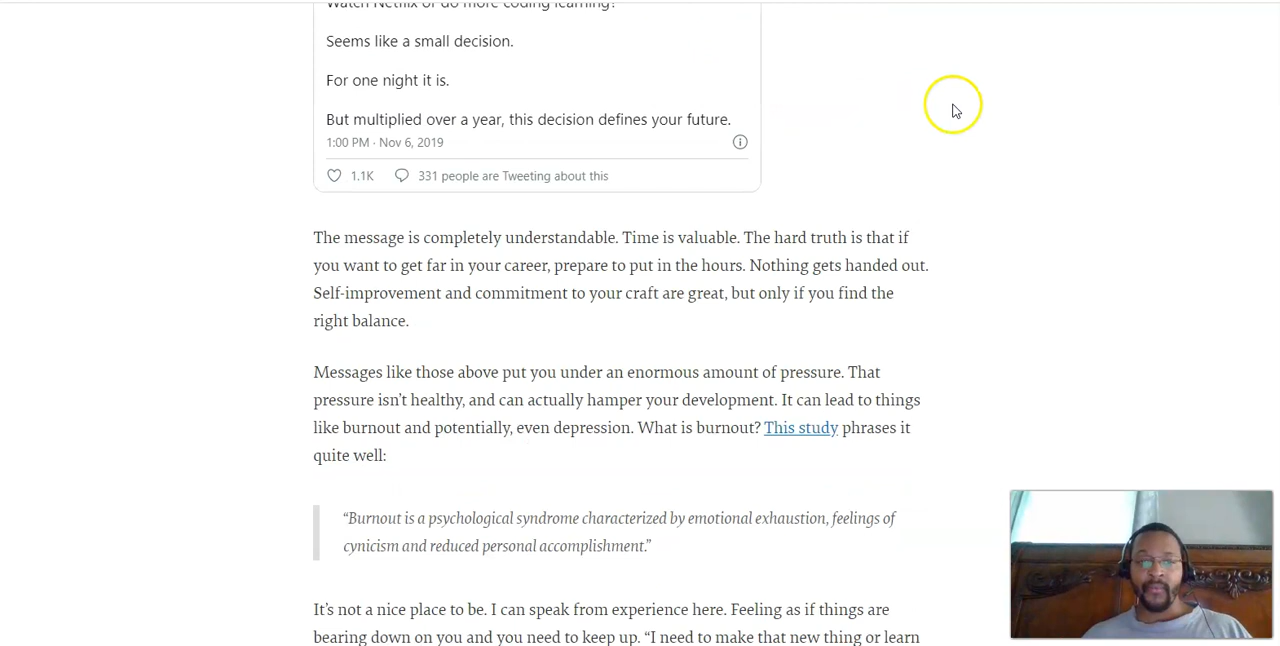 Watch Netflix or do more coding learning?
Seems like a small decision.
For one night it is.
But multiplied over a year, this decision defines your future.
1:00 PM · Nov 6, 2019
1.1K 331 people are Tweeting about this
The message is completely understandable. Time is valuable. The hard truth is that if
you want to get far in your career, prepare to put in the hours. Nothing gets handed out.
Self-improvement and commitment to your craft are great, but only if you find the
right balance.
Messages like those above put you under an enormous amount of pressure. That
pressure isn’t healthy, and can actually hamper your development. It can lead to things
like burnout and potentially, even depression. What is burnout? This study phrases it
quite well:
“Burnout is a psychological syndrome characterized by emotional exhaustion, feelings of
cynicism and reduced personal accomplishment.”
It’s not a nice place to be. I can speak from experience here. Feeling as if things are
bearing down on you and you need to keep up. “I need to make that new thing or learn